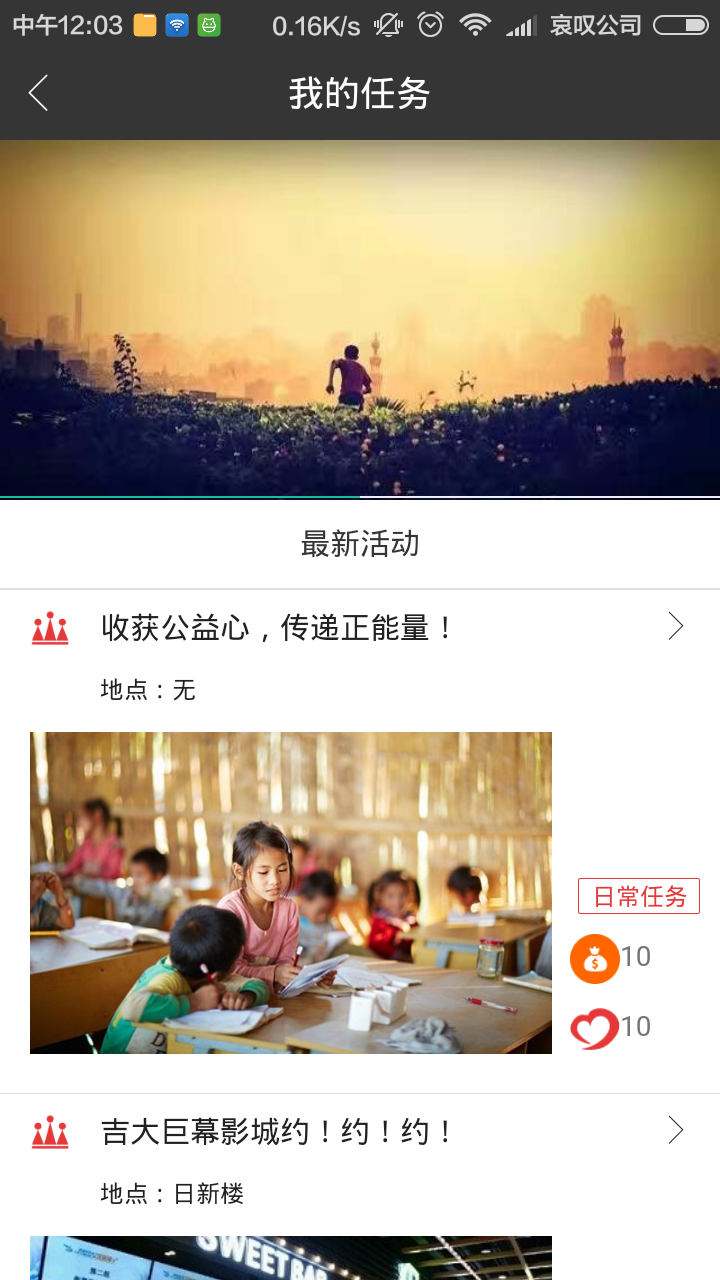 中午12:03
0.16K/s
哀叹公司
我的任务
最新活动
收获公益心，传递正能量！
地点：无
日常任务
10
10
吉大巨幕影城约！约！约！
地点：日新楼
SWEET BAR